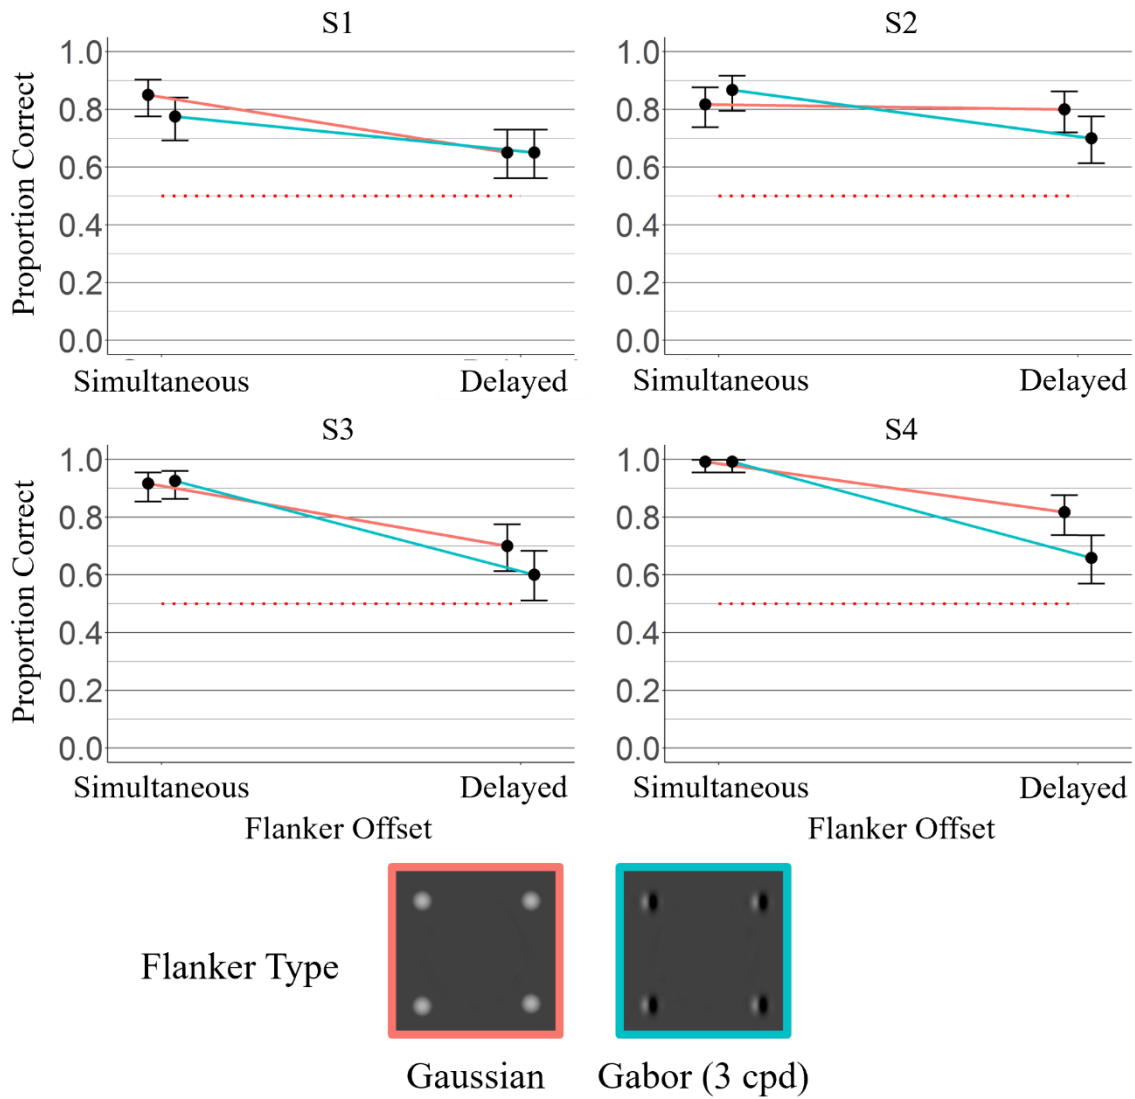 S1
S2
Proportion Correct
1.0
0.8
0.6
0.4
0.2
0.0
1.0
0.8
0.6
0.4
0.2
0.0
Simultaneous Delayed
Simultaneous Delayed
S3
S4
Proportion Correct
1.0
0.8
0.6
0.4
0.2
0.0
1.0
0.8
0.6
0.4
0.2
0.0
Simultaneous Delayed
Simultaneous Delayed
Flanker Offset
Flanker Offset
Flanker Type
Gaussian
Gabor (3 cpd)